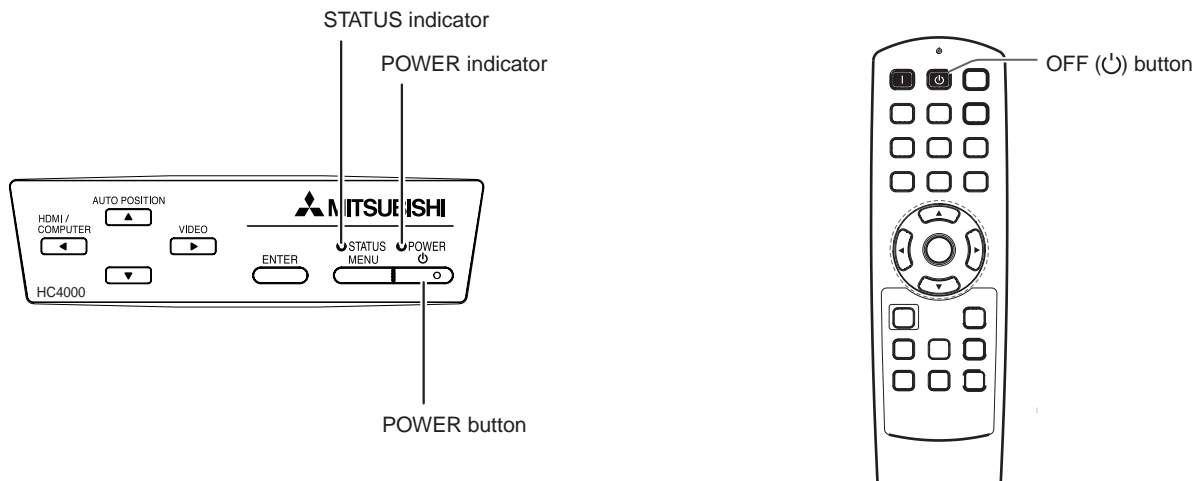 STATUS indicator
POWER indicator
OFF (⏻) button
AUTO POSITION
HDMI /
COMPUTER
VIDEO
MITSUBISHI
STATUS
POWER
ENTER
MENU
HC4000
POWER button